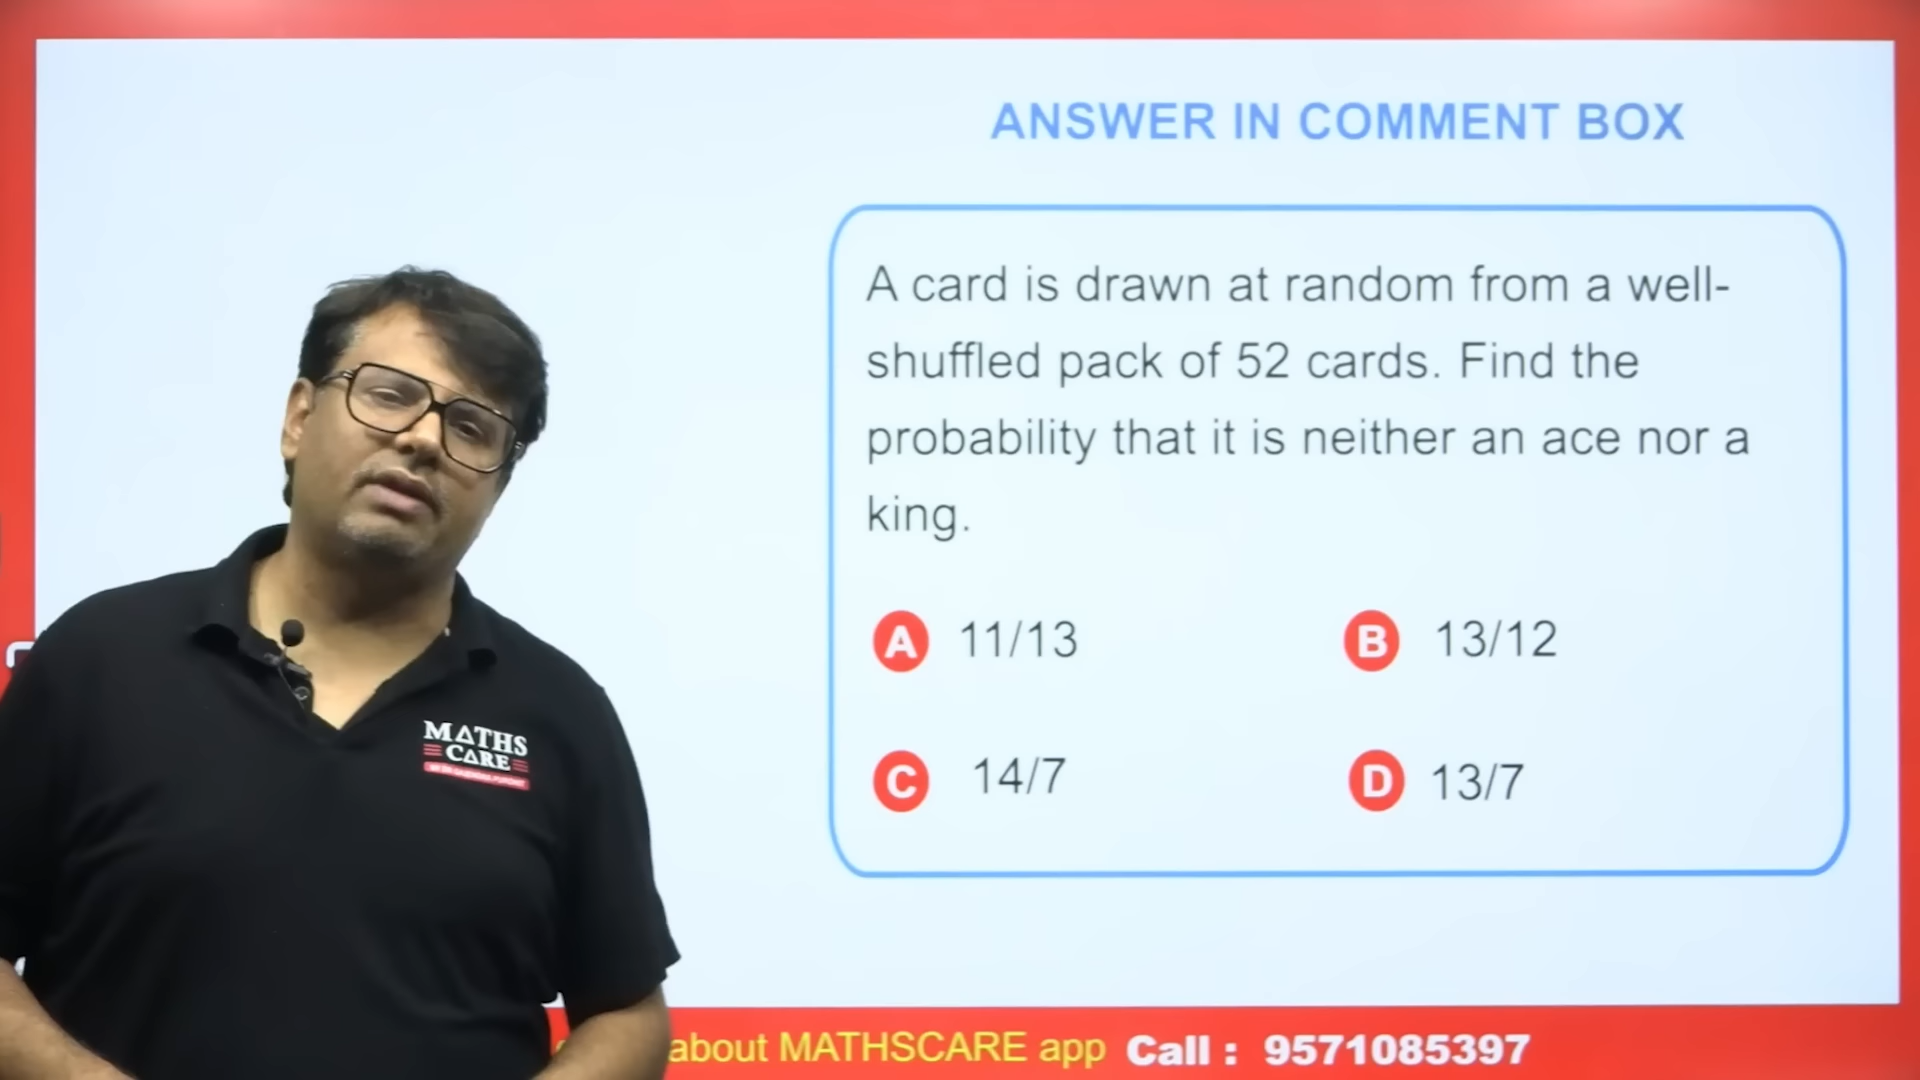 ANSWER IN COMMENT BOX
A card is drawn at random from a well-
shuffled pack of 52 cards. Find the
probability that it is neither an ace nor a
king.
A 11/13
B 13/12
C 14/7
D 13/7
MATHS
CARE
about MATHSCARE app Call : 9571085397